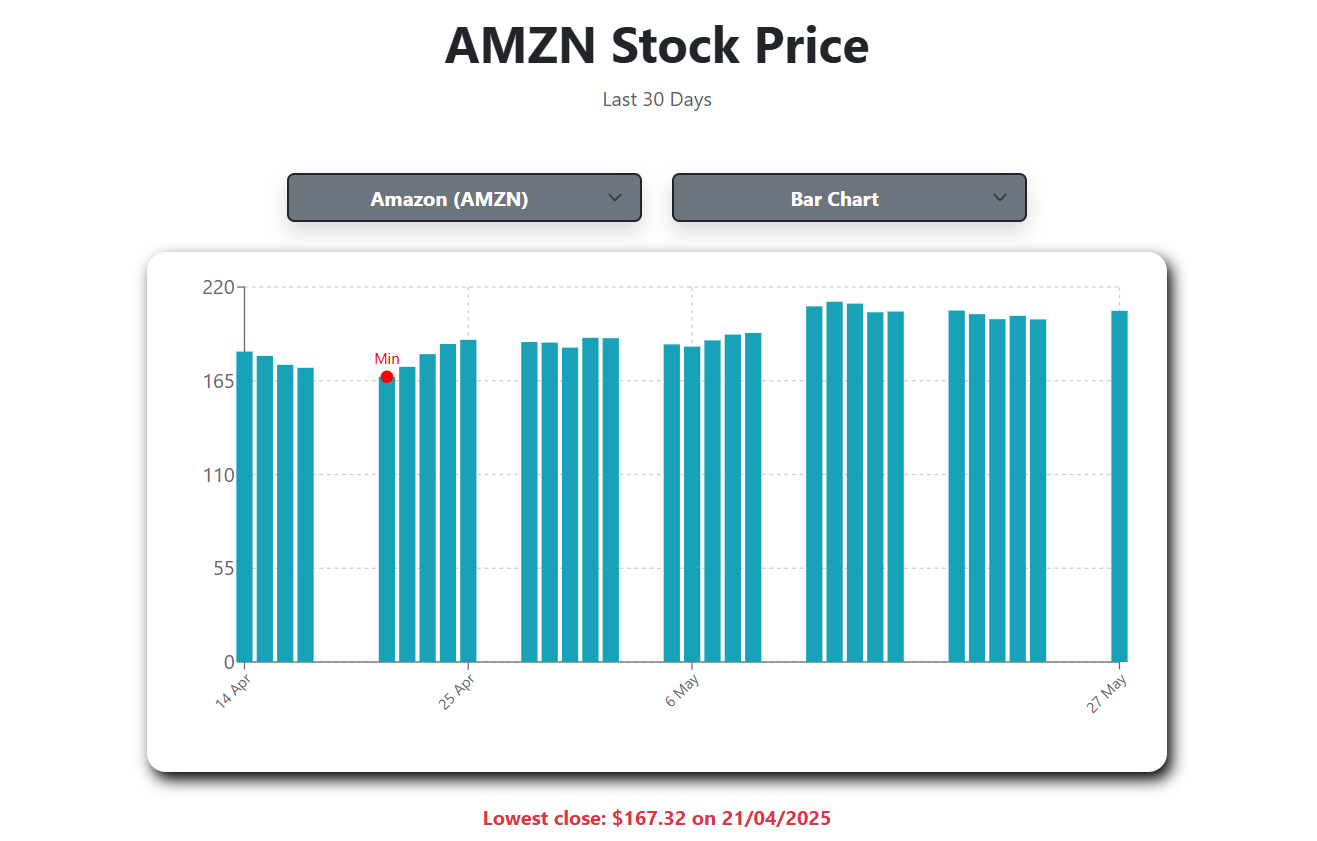 AMZN Stock Price
Last 30 Days
Amazon (AMZN)
Bar Chart
220
165
110
55
0
Min
14 Apr
25 Apr
6 May
27 May
Lowest close: $167.32 on 21/04/2025